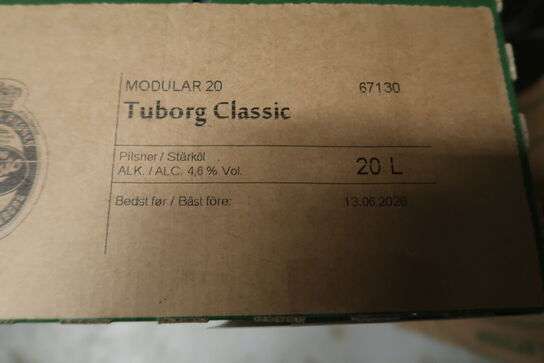 MODULAR 20 67130
Tuborg Classic
Pilsner / Stärköl
ALK. / ALC. 4,6 % Vol. 20 L
Bedst før / Bäst före: 13.06.2026